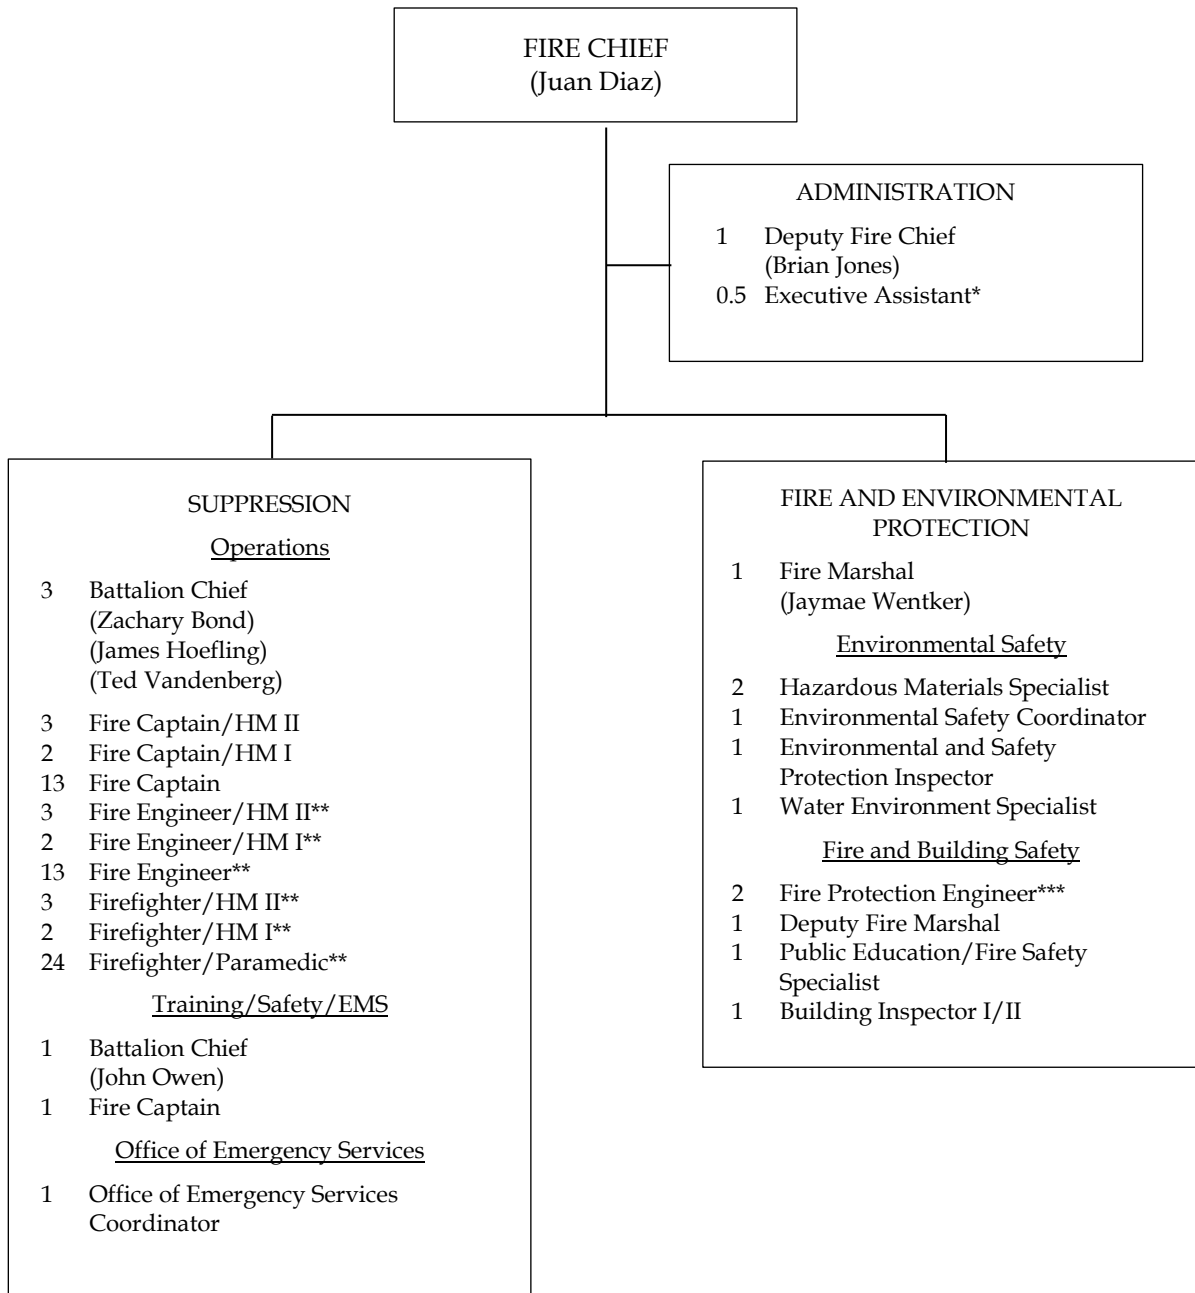 FIRE CHIEF
(Juan Diaz)
ADMINISTRATION
1 Deputy Fire Chief
(Brian Jones)
0.5 Executive Assistant*
SUPPRESSION
Operations
3 Battalion Chief
(Zachary Bond)
(James Hoefling)
(Ted Vandenberg)
3 Fire Captain/HM II
2 Fire Captain/HM I
13 Fire Captain
3 Fire Engineer/HM II**
2 Fire Engineer/HM I**
13 Fire Engineer**
3 Firefighter/HM II**
2 Firefighter/HM I**
24 Firefighter/Paramedic**
Training/Safety/EMS
1 Battalion Chief
(John Owen)
1 Fire Captain
Office of Emergency Services
1 Office of Emergency Services
Coordinator
FIRE AND ENVIRONMENTAL
PROTECTION
1 Fire Marshal
(Jaymae Wentker)
Environmental Safety
2 Hazardous Materials Specialist
1 Environmental Safety Coordinator
1 Environmental and Safety
Protection Inspector
1 Water Environment Specialist
Fire and Building Safety
2 Fire Protection Engineer***
1 Deputy Fire Marshal
1 Public Education/Fire Safety
Specialist
1 Building Inspector I/II